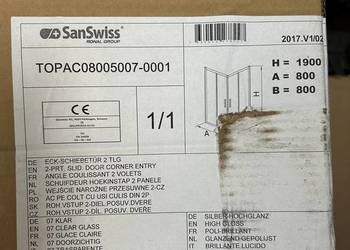 SanSwiss
RONAL GROUP
2017.V1/02
TOPAC08005007-0001
H = 1900
A = 800
B = 800
CE
1/1
H
A
DE ECK-SCHIEBETÜR 2 TLG
EN 2-PRT. SLID. DOOR CORNER ENTRY
FR ANGLE COULISSANT 2 VOLETS
NL SCHUIFDEUR HOEKINSTAP 2 PANELE
PL WEJŚCIE NAROŻNE PRZESUWNE 2-CZ
RO AC PE COLT CU USI CULIS DIN 2P
SK ROH VSTUP 2-DIEL POSUV. DVERE
CZ ROH VSTUP 2-DÍL. POSUV. DVEŘE
DE 07 KLAR
EN 07 CLEAR GLASS
FR 07 GLACE CLAIRE
NL 07 DOORZICHTIG
IT 07 TRASPARENTE
DE SILBER HOCHGLANZ
EN HIGH GLOSS
FR POLI-BRILLANT
NL GLANZEND-GEPOLIJST
IT BRILLANTE LUCIDO